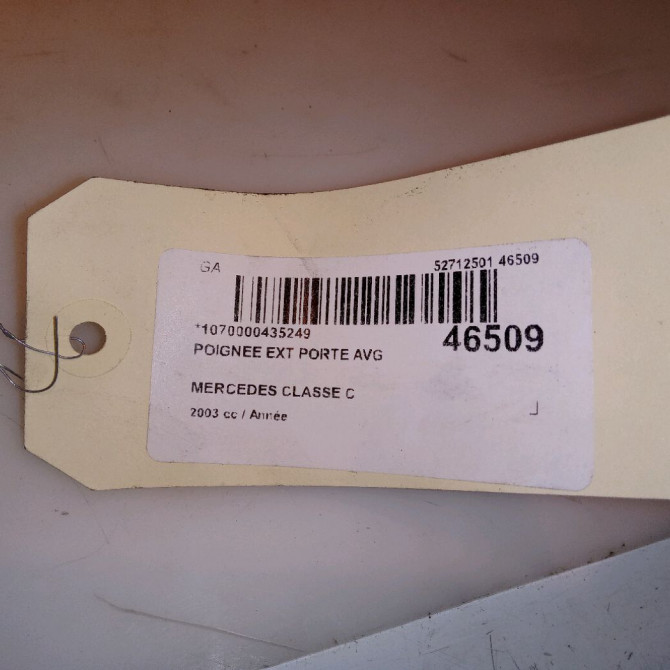 GA 52712501 46509
*1070000435249 46509
POIGNEE EXT PORTE AVG
MERCEDES CLASSE C
2003 cc / Année